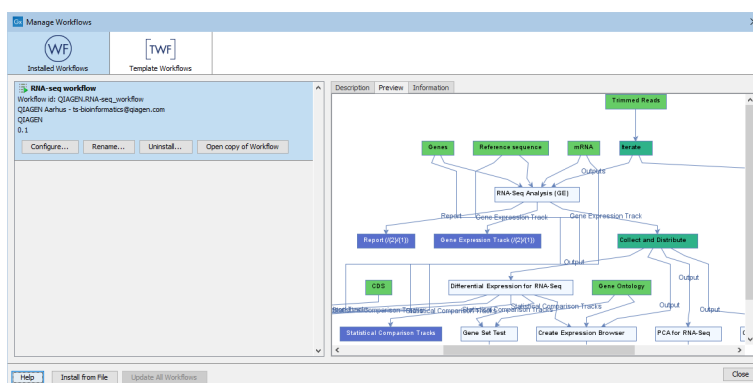 Manage Workflows
WF
Installed Workflows
TWF
Template Workflows
RNA-seq workflow
Workflow id: QIAGEN.RNA-seq_workflow
QIAGEN Aarhus - ts-bioinformatics@qiagen.com
QIAGEN
0.1
Configure... Rename... Uninstall... Open copy of Workflow
Description Preview Information
Trimmed Reads
Genes Reference sequence mRNA Iterate
Outputs
RNA-Seq Analysis (GE)
Report Gene Expression Track Gene Expression Track
Report (/{2}/{1}) Gene Expression Track (/{2}/{1}) Collect and Distribute
Output
Output
CDS Differential Expression for RNA-Seq Gene Ontology
Statistical Comparison Tracks
Output Output
Statistical Comparison Tracks Gene Set Test Create Expression Browser PCA for RNA-Seq
Help Install from File Update All Workflows Close